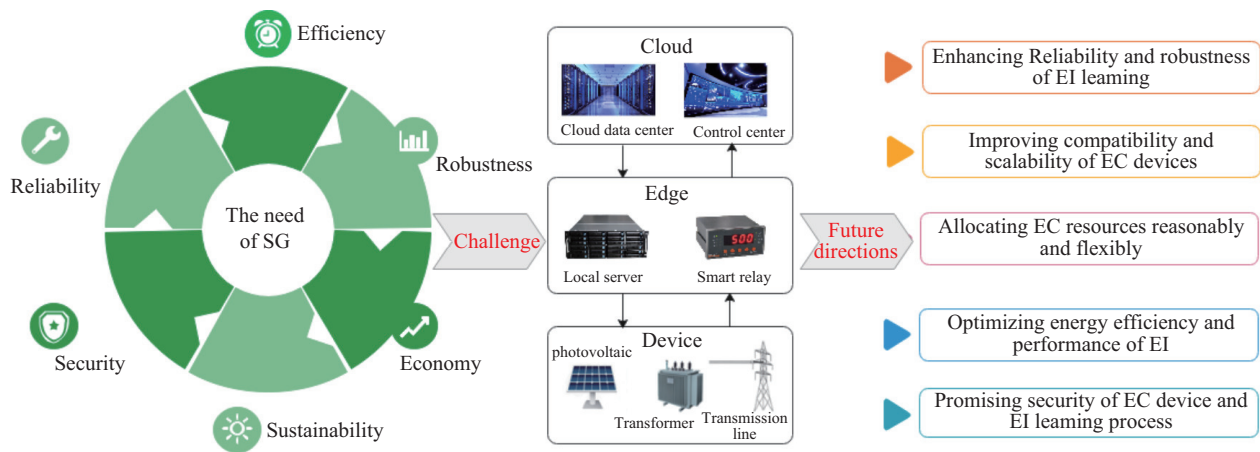 Efficiency
Robustness
Reliability
The need
of SG
Security
Economy
Sustainability
Challenge
Cloud
Cloud data center
Control center
Edge
500
Local server
Smart relay
Device
photovoltaic
Transformer
Transmission
line
Future
directions
Enhancing Reliability and robustness
of EI leaming
Improving compatibility and
scalability of EC devices
Allocating EC resources reasonably
and flexibly
Optimizing energy efficiency and
performance of EI
Promising security of EC device and
EI learning process